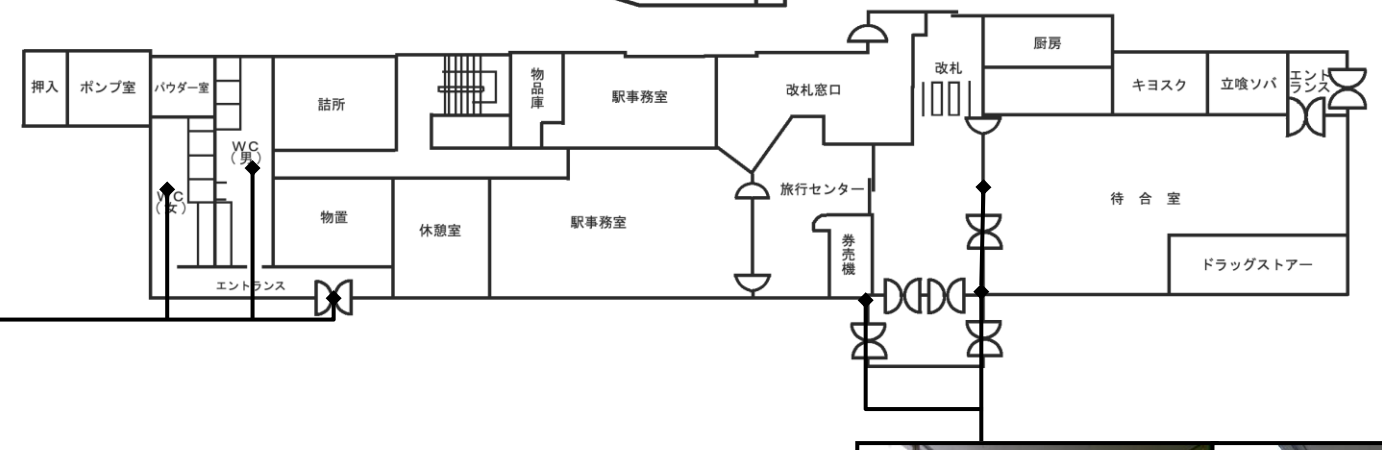 厨房
改札
物品庫
押入
ポンプ室
パウダー室
詰所
駅事務室
改札窓口
キヨスク
立喰ソバ
エント
ランス
WC
(男)
WC
(女)
物置
休憩室
駅事務室
旅行センター
券売機
待合室
ドラッグストアー
エントランス